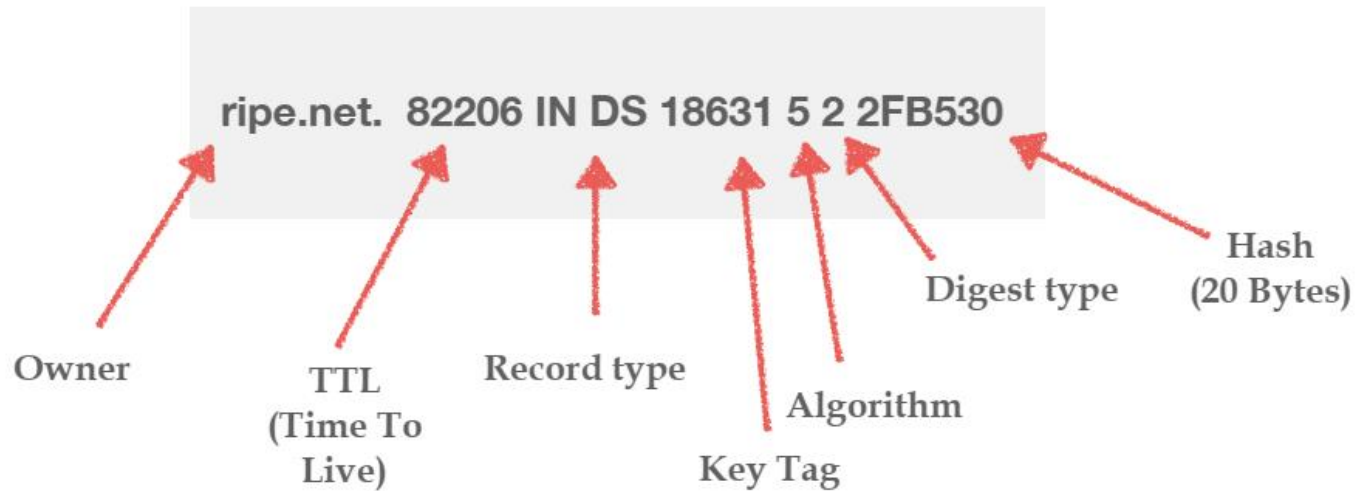 ripe.net. 82206 IN DS 18631 5 2 2FB530
Hash
(20 Bytes)
Digest type
Owner
TTL
(Time To
Live)
Record type
Algorithm
Key Tag